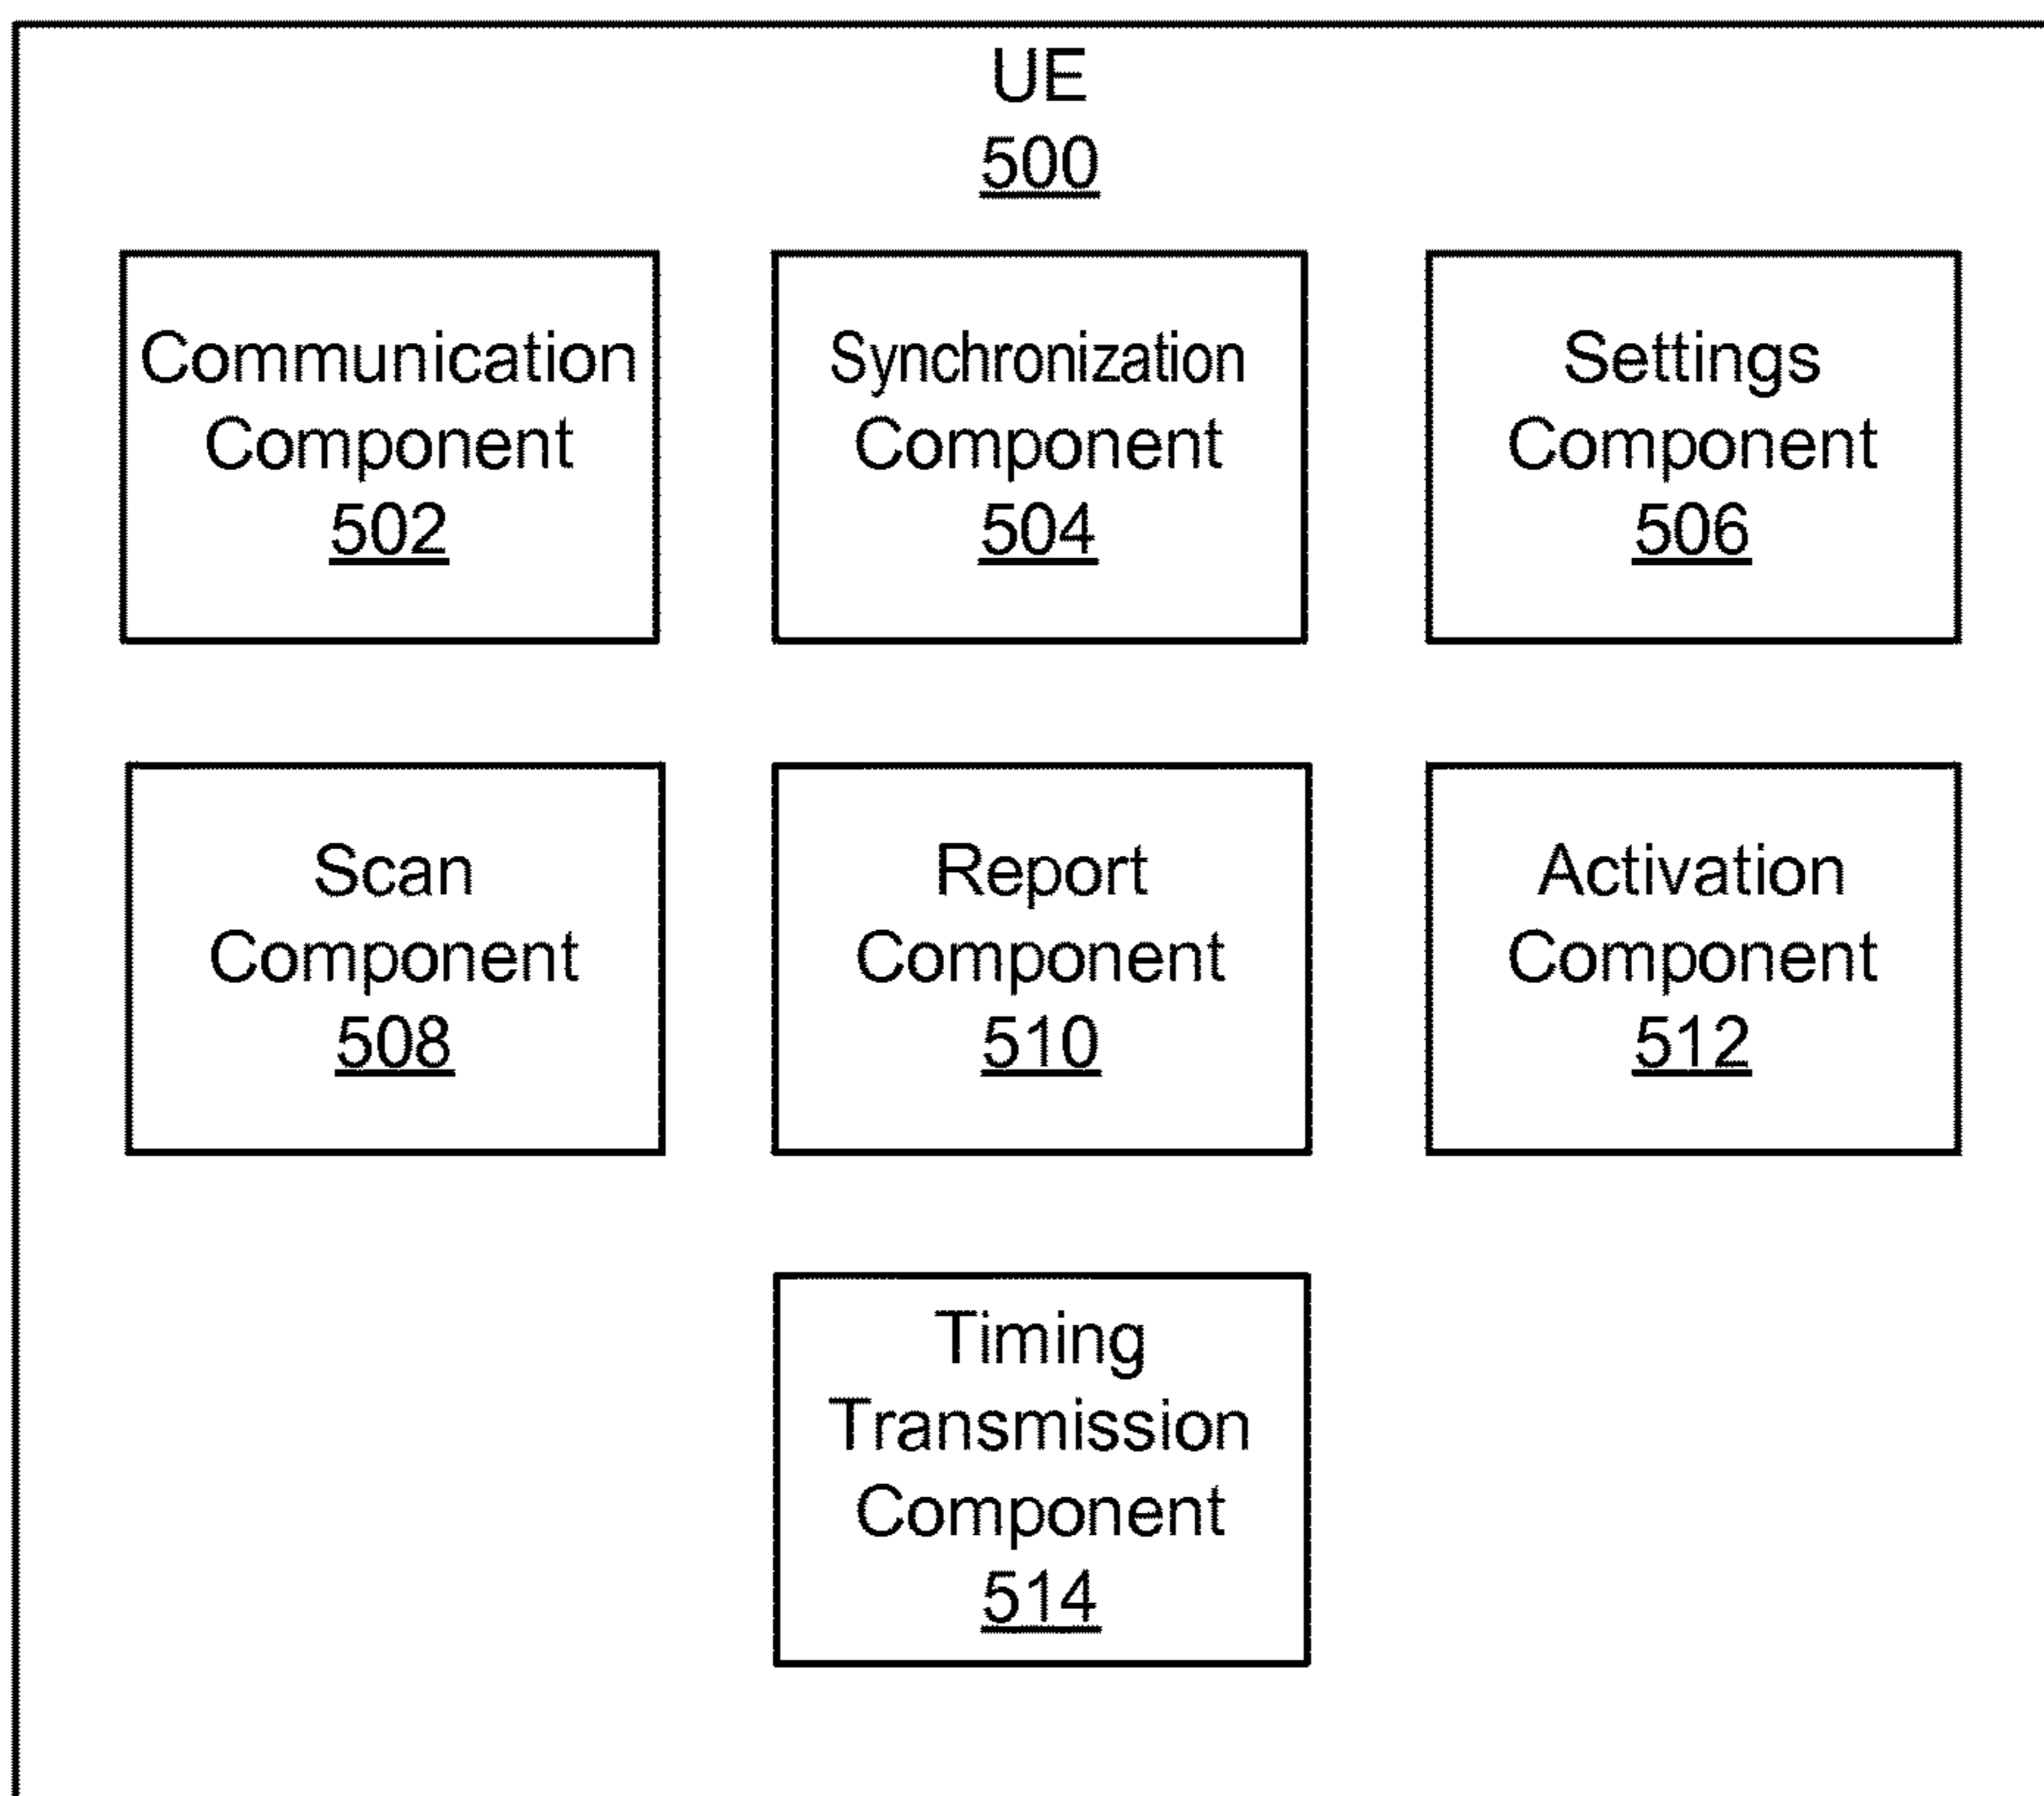 UE
500
Communication
Component
502
Synchronization
Component
504
Settings
Component
506
Scan
Component
508
Report
Component
510
Activation
Component
512
Timing
Transmission
Component
514